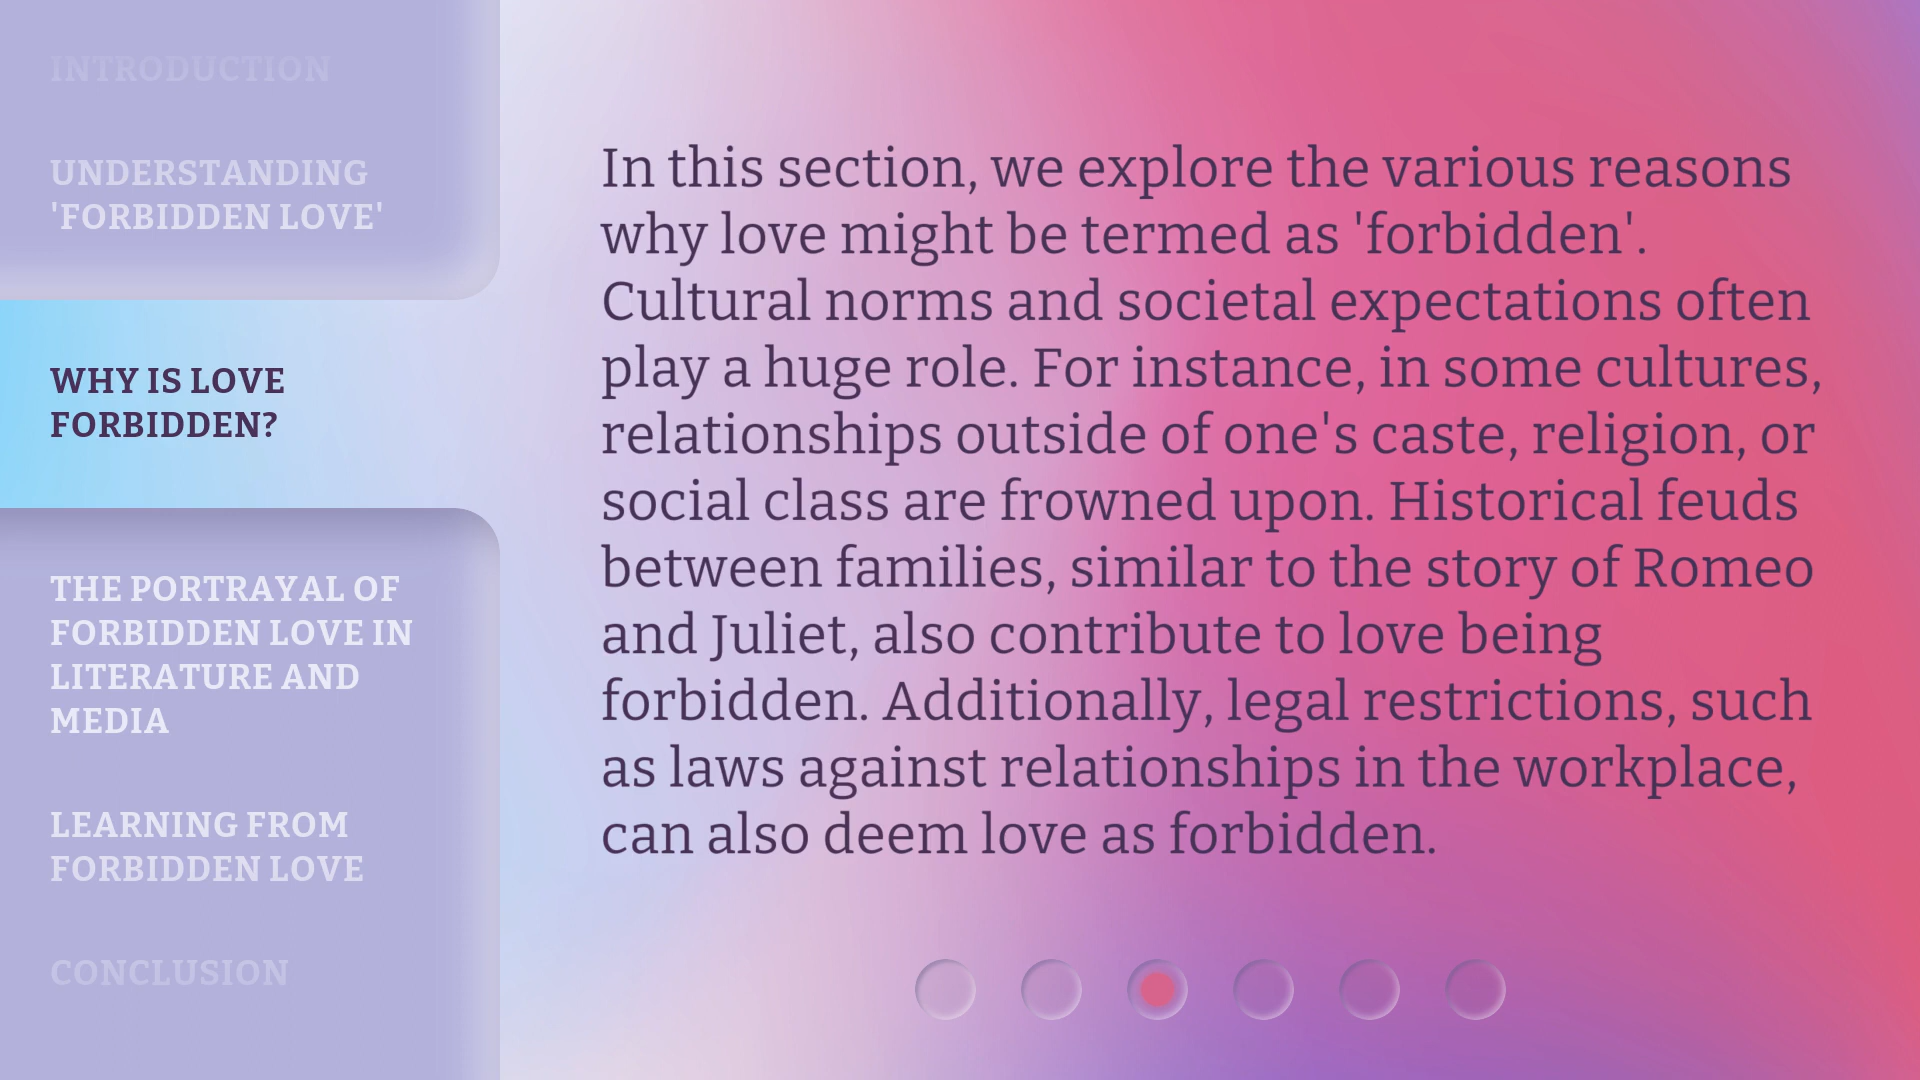 INTRODUCTION
UNDERSTANDING
'FORBIDDEN LOVE'
WHY IS LOVE
FORBIDDEN?
THE PORTRAYAL OF
FORBIDDEN LOVE IN
LITERATURE AND
MEDIA
LEARNING FROM
FORBIDDEN LOVE
CONCLUSION
In this section, we explore the various reasons
why love might be termed as 'forbidden'.
Cultural norms and societal expectations often
play a huge role. For instance, in some cultures,
relationships outside of one's caste, religion, or
social class are frowned upon. Historical feuds
between families, similar to the story of Romeo
and Juliet, also contribute to love being
forbidden. Additionally, legal restrictions, such
as laws against relationships in the workplace,
can also deem love as forbidden.